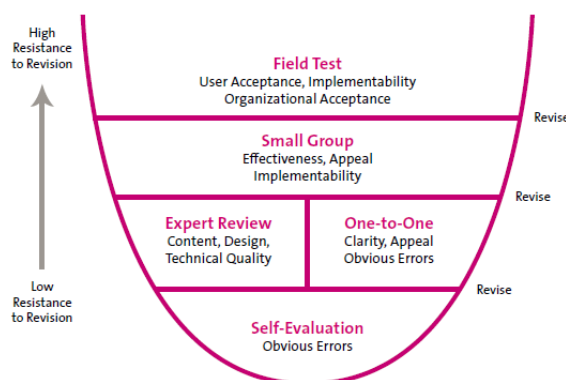 High
Resistance
to Revision
Field Test
User Acceptance, Implementability
Organizational Acceptance
Revise
Small Group
Effectiveness, Appeal
Implementability
Revise
Expert Review
Content, Design,
Technical Quality
One-to-One
Clarity, Appeal
Obvious Errors
Low
Resistance
to Revision
Revise
Self-Evaluation
Obvious Errors